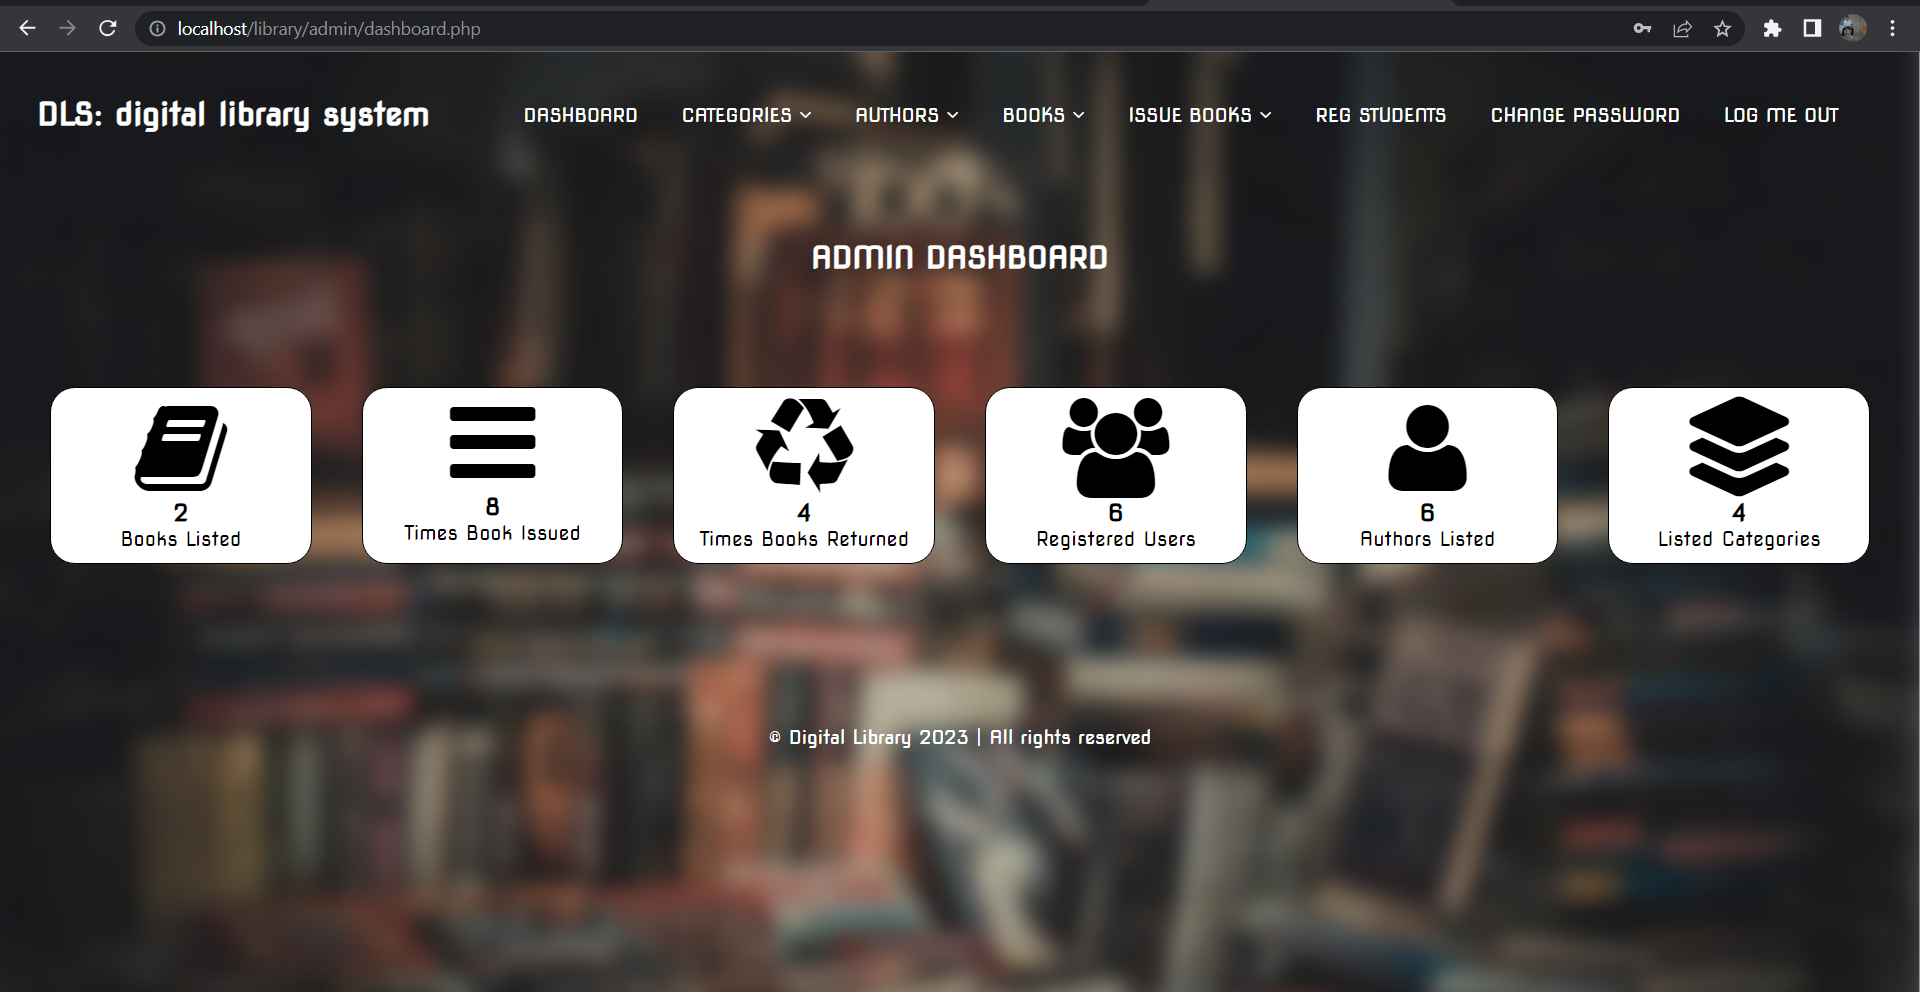 localhost/library/admin/dashboard.php
DLS: digital library system
DASHBOARD
CATEGORIES
AUTHORS
BOOKS
ISSUE BOOKS
REG STUDENTS
CHANGE PASSWORD
LOG ME OUT
ADMIN DASHBOARD
2
Books Listed
8
Times Book Issued
4
Times Books Returned
6
Registered Users
6
Authors Listed
4
Listed Categories
© Digital Library 2023 | All rights reserved